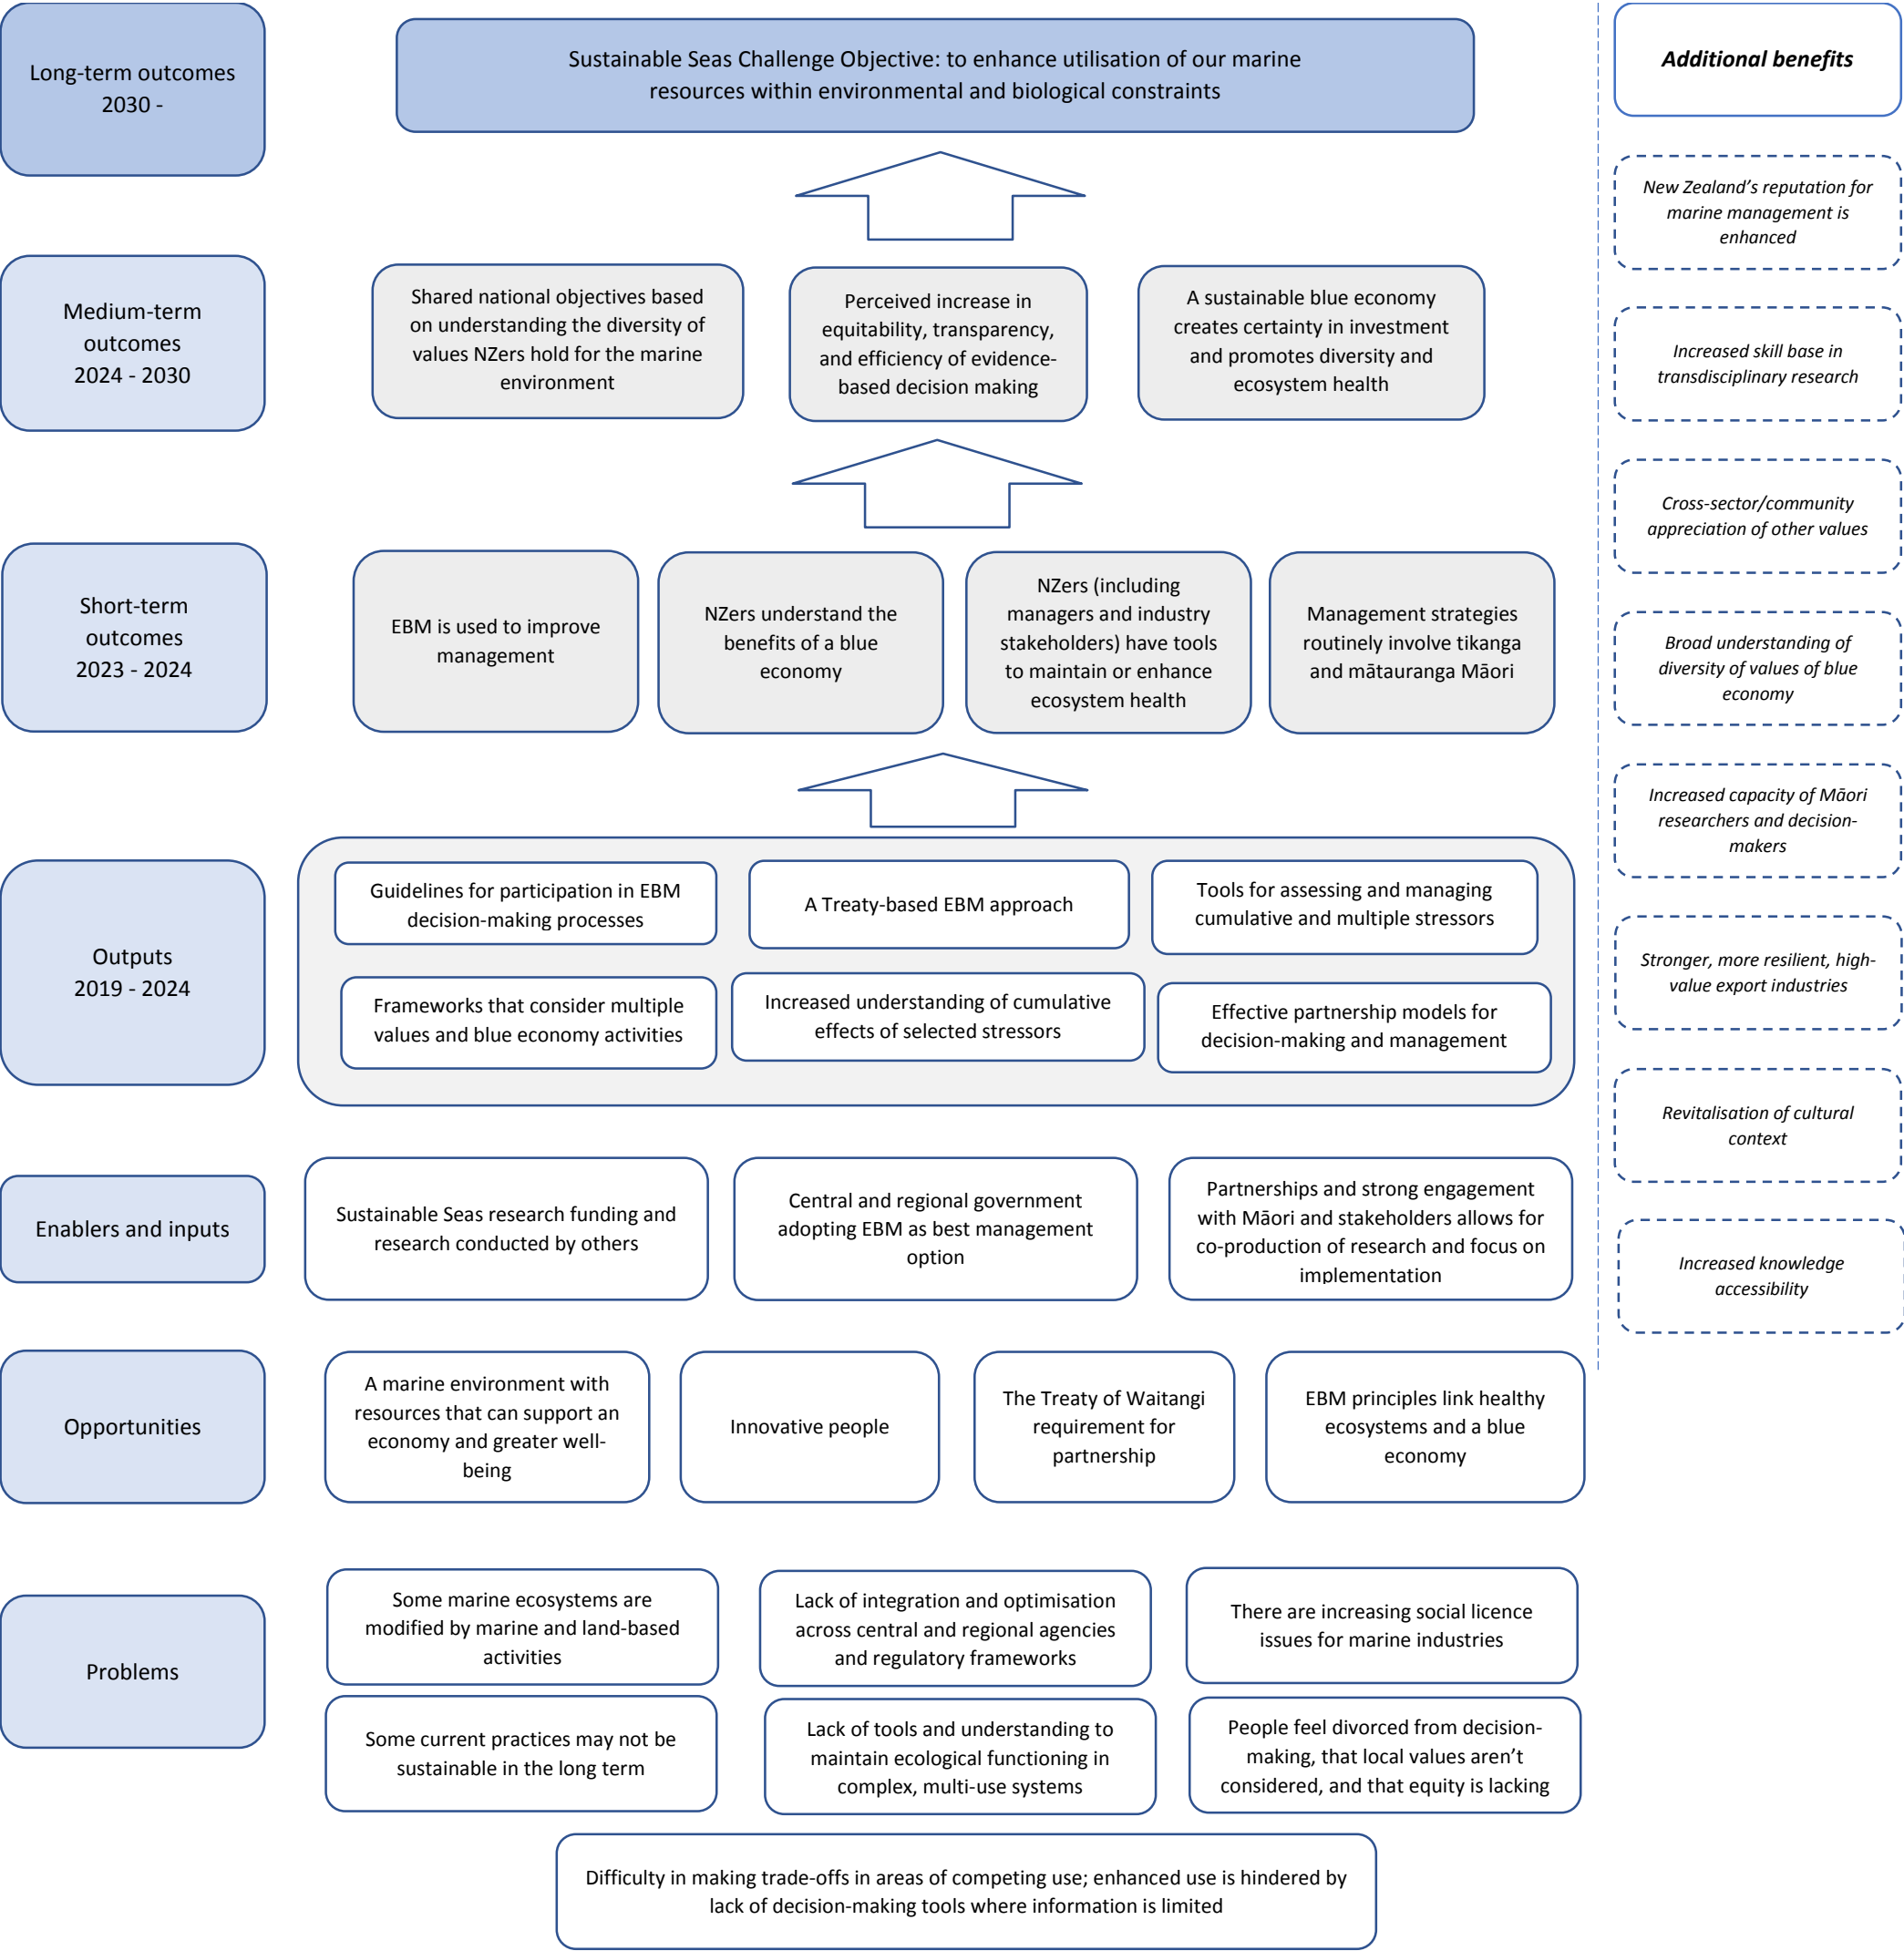 Long-term outcomes
2030 -
Sustainable Seas Challenge Objective: to enhance utilisation of our marine
resources within environmental and biological constraints
Medium-term
outcomes
2024 - 2030
Shared national objectives based
on understanding the diversity of
values NZers hold for the marine
environment
Perceived increase in
equitability, transparency,
and efficiency of evidence-
based decision making
A sustainable blue economy
creates certainty in investment
and promotes diversity and
ecosystem health
Short-term
outcomes
2023 - 2024
EBM is used to improve
management
NZers understand the
benefits of a blue
economy
NZers (including
managers and industry
stakeholders) have tools
to maintain or enhance
ecosystem health
Management strategies
routinely involve tikanga
and mātauranga Māori
Outputs
2019 - 2024
Guidelines for participation in EBM
decision-making processes
A Treaty-based EBM approach
Tools for assessing and managing
cumulative and multiple stressors
Frameworks that consider multiple
values and blue economy activities
Increased understanding of cumulative
effects of selected stressors
Effective partnership models for
decision-making and management
Enablers and inputs
Sustainable Seas research funding and
research conducted by others
Central and regional government
adopting EBM as best management
option
Partnerships and strong engagement
with Māori and stakeholders allows for
co-production of research and focus on
implementation
Opportunities
A marine environment with
resources that can support an
economy and greater well-
being
Innovative people
The Treaty of Waitangi
requirement for
partnership
EBM principles link healthy
ecosystems and a blue
economy
Problems
Some marine ecosystems are
modified by marine and land-based
activities
Lack of integration and optimisation
across central and regional agencies
and regulatory frameworks
There are increasing social licence
issues for marine industries
Some current practices may not be
sustainable in the long term
Lack of tools and understanding to
maintain ecological functioning in
complex, multi-use systems
People feel divorced from decision-
making, that local values aren't
considered, and that equity is lacking
Difficulty in making trade-offs in areas of competing use; enhanced use is hindered by
lack of decision-making tools where information is limited
Additional benefits
New Zealand's reputation for
marine management is
enhanced
Increased skill base in
transdisciplinary research
Cross-sector/community
appreciation of other values
Broad understanding of
diversity of values of blue
economy
Increased capacity of Māori
researchers and decision-
makers
Stronger, more resilient, high-
value export industries
Revitalisation of cultural
context
Increased knowledge
accessibility